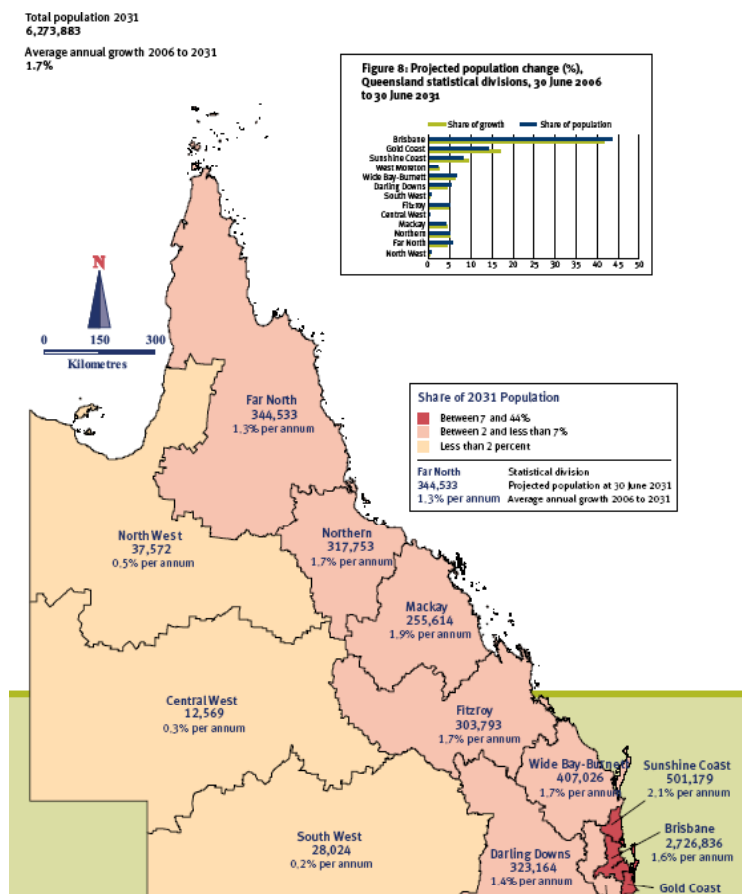 Total population 2031
6,273,883
Average annual growth 2006 to 2031
1.7%
Figure 8: Projected population change (%),
Queensland statistical divisions, 30 June 2006
to 30 June 2031
Share of growth Share of population
Brisbane
Gold Coast
Sunshine Coast
West Moreton
Wide Bay-Burnett
Darling Downs
South West
Fitzroy
Central West
Mackay
Northern
Far North
North West
0 5 10 15 20 25 30 35 40 45 50
N
0 150 300
Kilometres
Share of 2031 Population
Between 7 and 44%
Between 2 and less than 7%
Less than 2 percent
Far North Statistical division
344,533 Projected population at 30 June 2031
1.3% per annum Average annual growth 2006 to 2031
Far North
344,533
1.3% per annum
North West
37,572
0.5% per annum
Northern
317,753
1.7% per annum
Mackay
255,614
1.9% per annum
Central West
12,569
0.3% per annum
Fitzroy
303,793
1.7% per annum
Wide Bay-Burnett
407,026
1.7% per annum
Sunshine Coast
501,179
2.1% per annum
Brisbane
2,726,836
1.6% per annum
South West
28,024
0.2% per annum
Darling Downs
323,164
1.4% per annum
Gold Coast